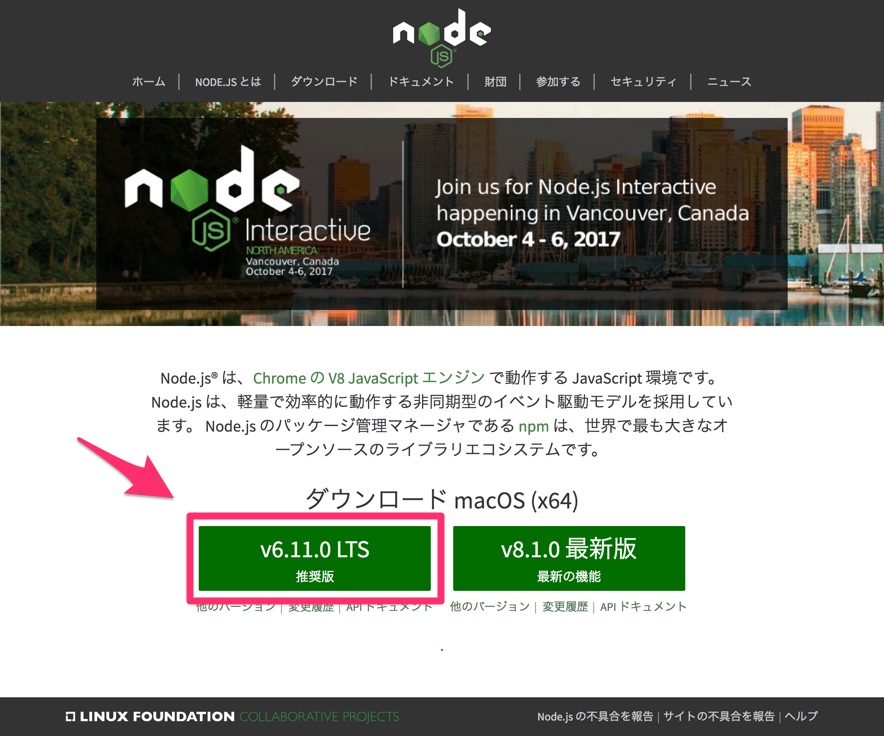 node
JS
ホーム | NODE.JS とは | ダウンロード | ドキュメント | 財団 | 参加する | セキュリティ | ニュース
node
JS Interactive
NORTH AMERICA
Vancouver, Canada
October 4-6, 2017
Join us for Node.js Interactive
happening in Vancouver, Canada
October 4 - 6, 2017
Node.js® は、Chrome の V8 JavaScript エンジン で動作する JavaScript 環境です。
Node.js は、軽量で効率的に動作する非同期型のイベント駆動モデルを採用してい
ます。 Node.js のパッケージ管理マネージャである npm は、世界で最も大きなオ
ープンソースのライブラリエコシステムです。
ダウンロード macOS (x64)
v6.11.0 LTS
推奨版
v8.1.0 最新版
最新の機能
他のバージョン | 変更履歴 | API ドキュメント
他のバージョン | 変更履歴 | API ドキュメント
.
LINUX FOUNDATION COLLABORATIVE PROJECTS
Node.js の不具合を報告 | サイトの不具合を報告 | ヘルプ